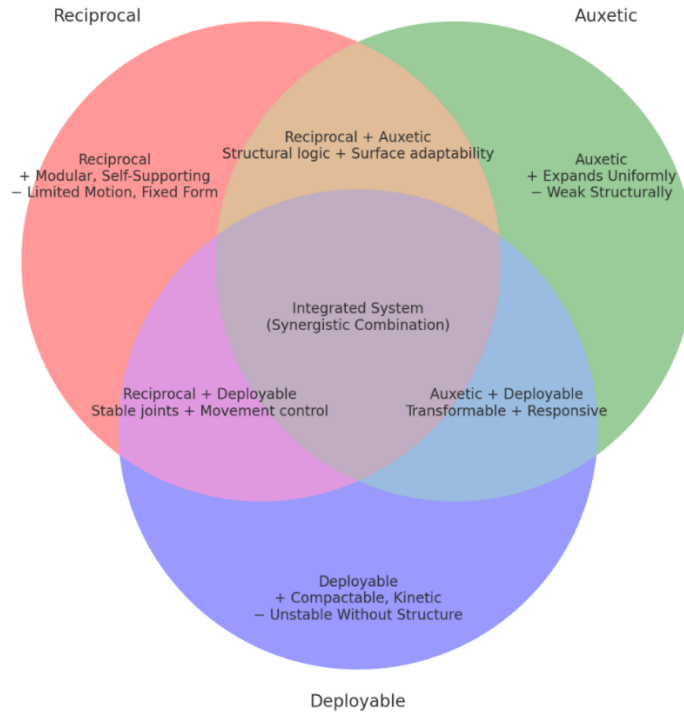 Reciprocal
Auxetic
Reciprocal + Auxetic
Structural logic + Surface adaptability
Reciprocal
+ Modular, Self-Supporting
− Limited Motion, Fixed Form
Auxetic
+ Expands Uniformly
− Weak Structurally
Integrated System
(Synergistic Combination)
Reciprocal + Deployable
Stable joints + Movement control
Auxetic + Deployable
Transformable + Responsive
Deployable
+ Compactable, Kinetic
− Unstable Without Structure
Deployable